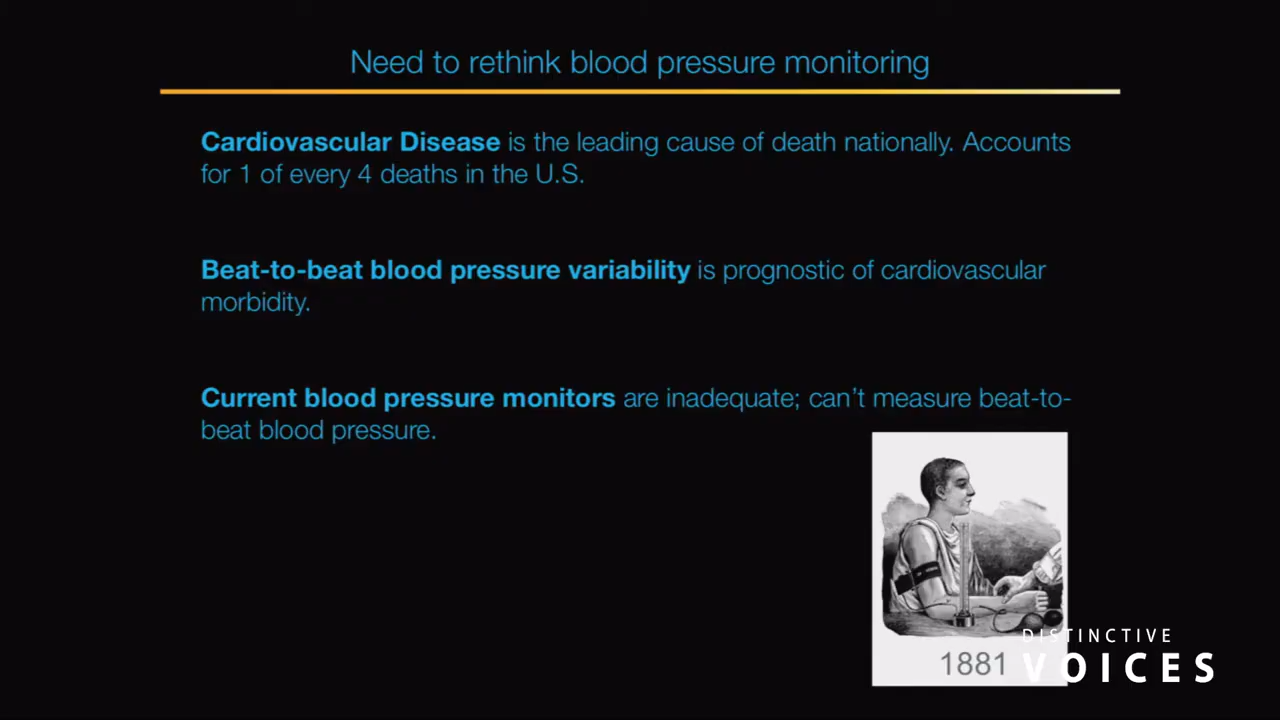 Need to rethink blood pressure monitoring
Cardiovascular Disease is the leading cause of death nationally. Accounts
for 1 of every 4 deaths in the U.S.
Beat-to-beat blood pressure variability is prognostic of cardiovascular
morbidity.
Current blood pressure monitors are inadequate; can't measure beat-to-
beat blood pressure.
1881
DISTINCTIVE
VOICES